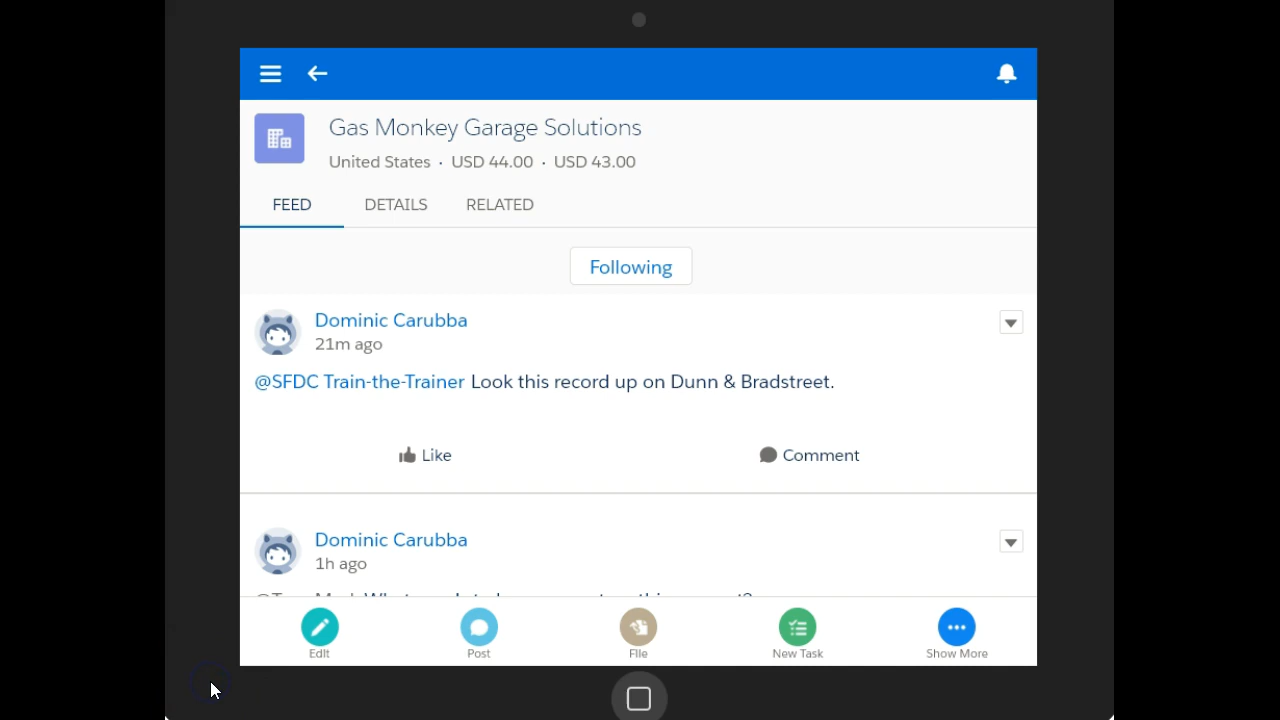 Gas Monkey Garage Solutions
United States · USD 44.00 · USD 43.00
FEED DETAILS RELATED
Following
Dominic Carubba
21m ago
@SFDC Train-the-Trainer Look this record up on Dunn & Bradstreet.
Like Comment
Dominic Carubba
1h ago
Edit Post File New Task Show More